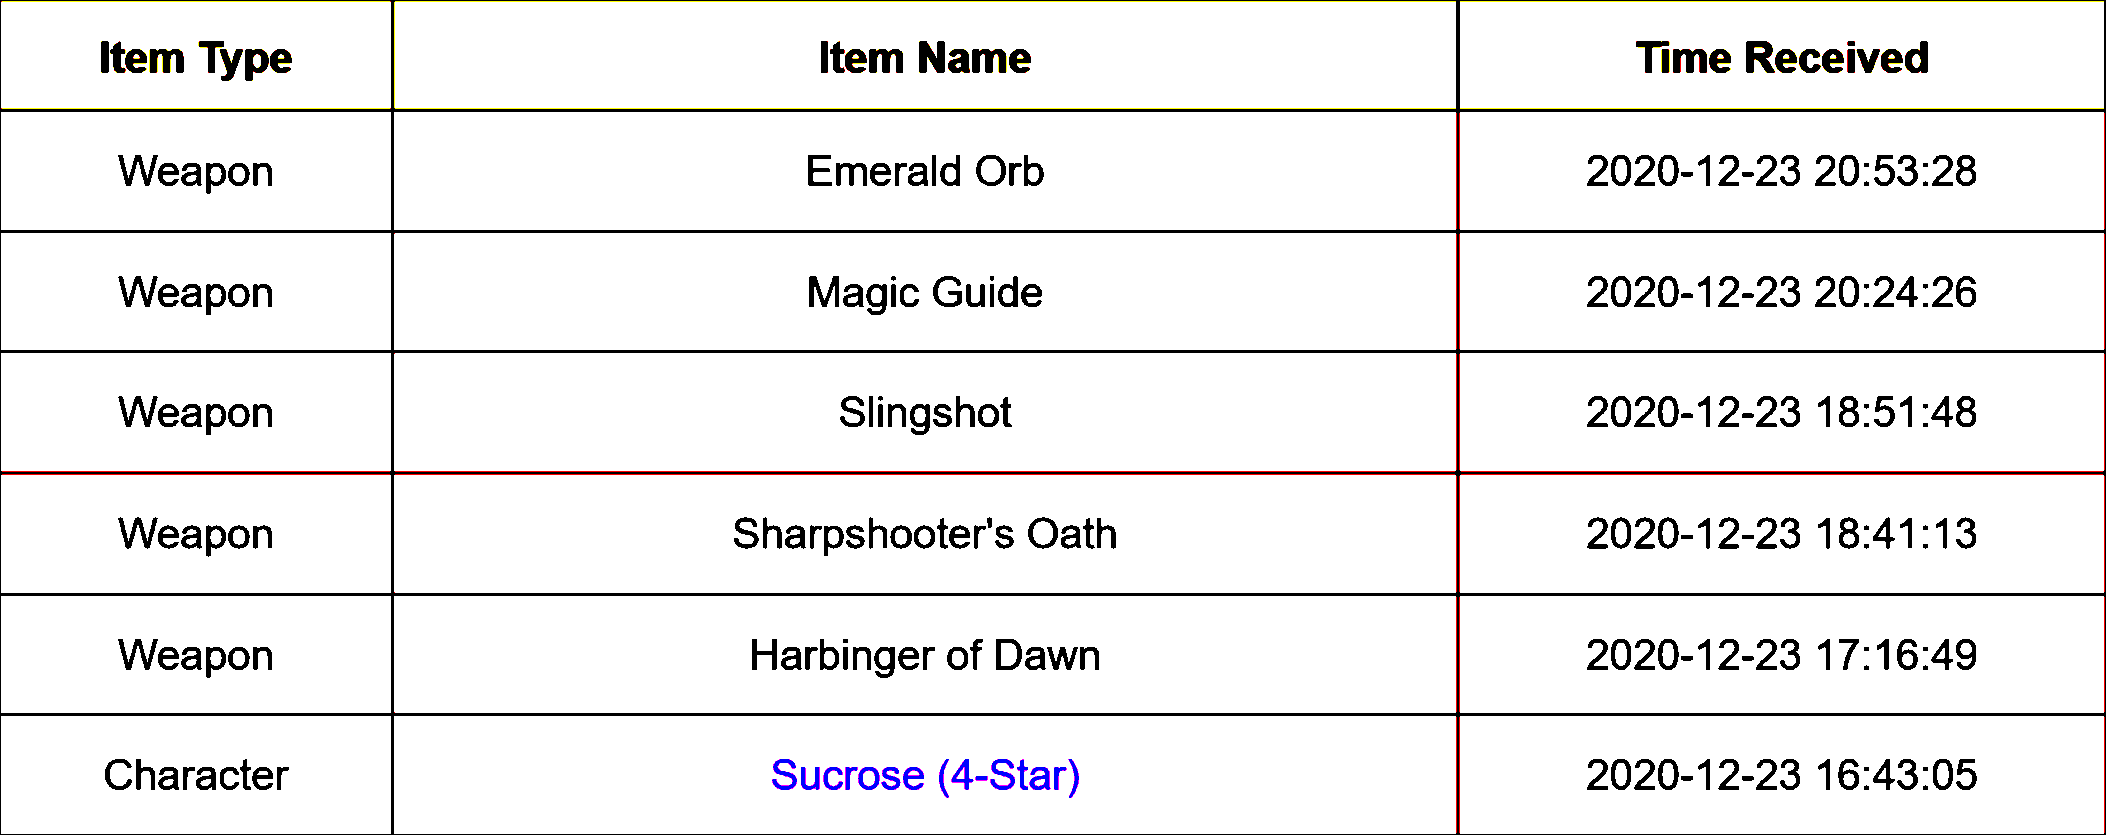 Item Type Item Name Time Received
Weapon Emerald Orb 2020-12-23 20:53:28
Weapon Magic Guide 2020-12-23 20:24:26
Weapon Slingshot 2020-12-23 18:51:48
Weapon Sharpshooter's Oath 2020-12-23 18:41:13
Weapon Harbinger of Dawn 2020-12-23 17:16:49
Character Sucrose (4-Star) 2020-12-23 16:43:05